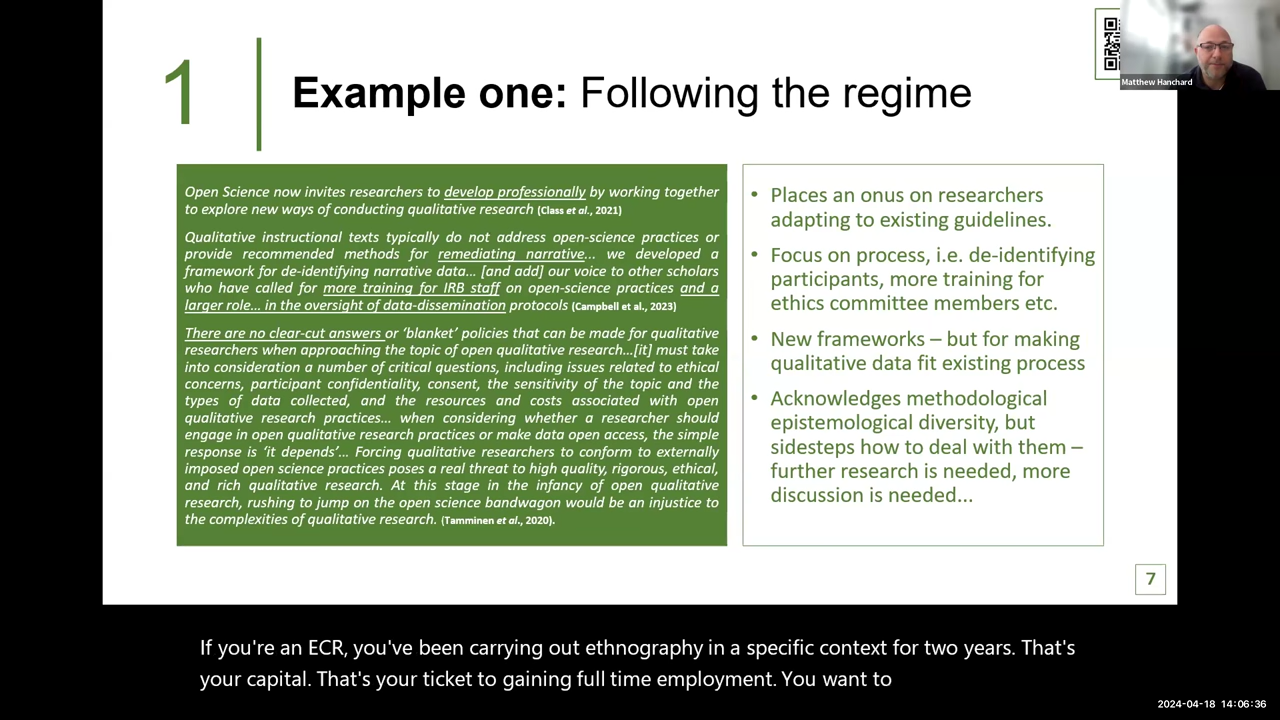 1
Example one: Following the regime
Matthew Hanchard
Open Science now invites researchers to develop professionally by working together
to explore new ways of conducting qualitative research (Class et al., 2021)
Qualitative instructional texts typically do not address open-science practices or
provide recommended methods for remediating narrative... we developed a
framework for de-identifying narrative data... [and add] our voice to other scholars
who have called for more training for IRB staff on open-science practices and a
larger role... in the oversight of data-dissemination protocols (Campbell et al., 2023)
There are no clear-cut answers or ‘blanket’ policies that can be made for qualitative
researchers when approaching the topic of open qualitative research...[it] must take
into consideration a number of critical questions, including issues related to ethical
concerns, participant confidentiality, consent, the sensitivity of the topic and the
types of data collected, and the resources and costs associated with open
qualitative research practices... when considering whether a researcher should
engage in open qualitative research practices or make data open access, the simple
response is ‘it depends’... Forcing qualitative researchers to conform to externally
imposed open science practices poses a real threat to high quality, rigorous, ethical,
and rich qualitative research. At this stage in the infancy of open qualitative
research, rushing to jump on the open science bandwagon would be an injustice to
the complexities of qualitative research. (Tamminen et al., 2020).
• Places an onus on researchers
adapting to existing guidelines.
• Focus on process, i.e. de-identifying
participants, more training for
ethics committee members etc.
• New frameworks – but for making
qualitative data fit existing process
• Acknowledges methodological
epistemological diversity, but
sidesteps how to deal with them –
further research is needed, more
discussion is needed...
7
If you're an ECR, you've been carrying out ethnography in a specific context for two years. That's
your capital. That's your ticket to gaining full time employment. You want to
2024-04-18 14:06:36